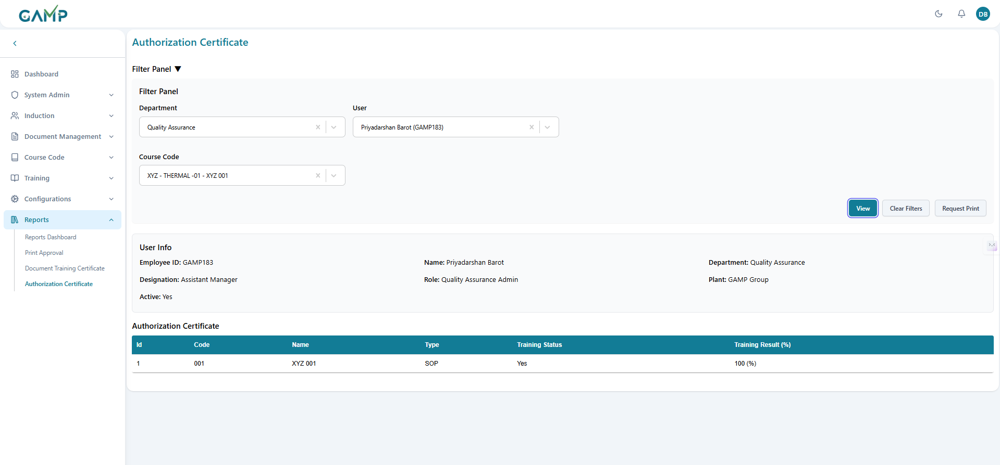 GAMP
DB
Authorization Certificate
Filter Panel ▼
Dashboard
System Admin
Induction
Document Management
Course Code
Training
Configurations
Reports
Reports Dashboard
Print Approval
Document Training Certificate
Authorization Certificate
Filter Panel
Department User
Quality Assurance Priyadarshan Barot (GAMP183)
Course Code
XYZ - THERMAL -01 - XYZ 001
View Clear Filters Request Print
User Info
Employee ID: GAMP183 Name: Priyadarshan Barot Department: Quality Assurance
Designation: Assistant Manager Role: Quality Assurance Admin Plant: GAMP Group
Active: Yes
Authorization Certificate
Id Code Name Type Training Status Training Result (%)
1 001 XYZ 001 SOP Yes 100 (%)